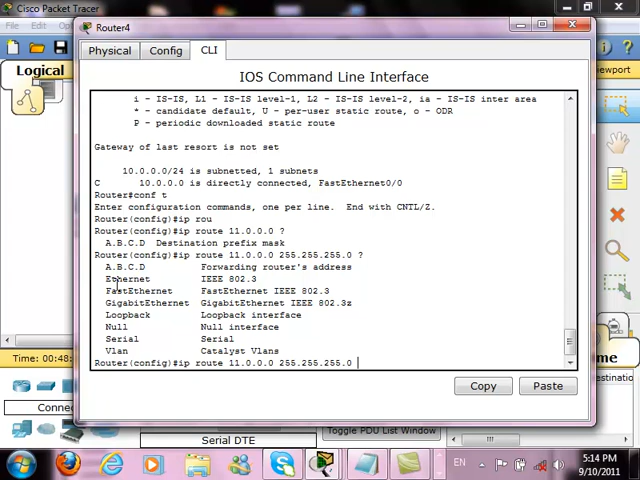 Cisco Packet Tracer
File Edit
Router4
Physical Config CLI
Logical
viewport
IOS Command Line Interface
i - IS-IS, L1 - IS-IS level-1, L2 - IS-IS level-2, ia - IS-IS inter area
* - candidate default, U - per-user static route, o - ODR
P - periodic downloaded static route
Gateway of last resort is not set
10.0.0.0/24 is subnetted, 1 subnets
C 10.0.0.0 is directly connected, FastEthernet0/0
Router#conf t
Enter configuration commands, one per line. End with CNTL/Z.
Router(config)#ip rou
Router(config)#ip route 11.0.0.0 ?
A.B.C.D Destination prefix mask
Router(config)#ip route 11.0.0.0 255.255.255.0 ?
A.B.C.D Forwarding router's address
Ethernet IEEE 802.3
FastEthernet FastEthernet IEEE 802.3
GigabitEthernet GigabitEthernet IEEE 802.3z
Loopback Loopback interface
Null Null interface
Serial Serial
Vlan Catalyst Vlans
Router(config)#ip route 11.0.0.0 255.255.255.0
Copy Paste
Time: 00:48:
me
Connec
destinatio
Toggle PDU List Window
Serial DTE
EN
5:14 PM
9/10/2011